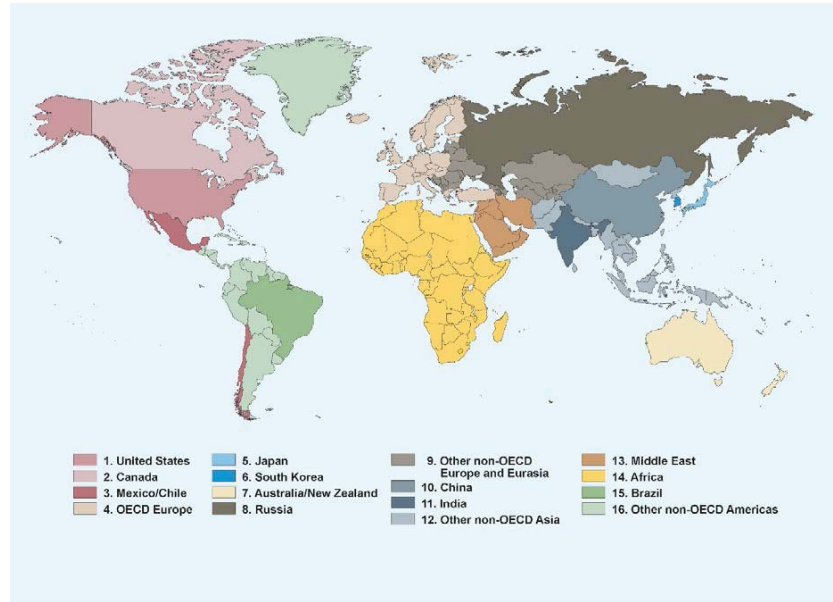 1. United States
2. Canada
3. Mexico/Chile
4. OECD Europe
5. Japan
6. South Korea
7. Australia/New Zealand
8. Russia
9. Other non-OECD
Europe and Eurasia
10. China
11. India
12. Other non-OECD Asia
13. Middle East
14. Africa
15. Brazil
16. Other non-OECD Americas